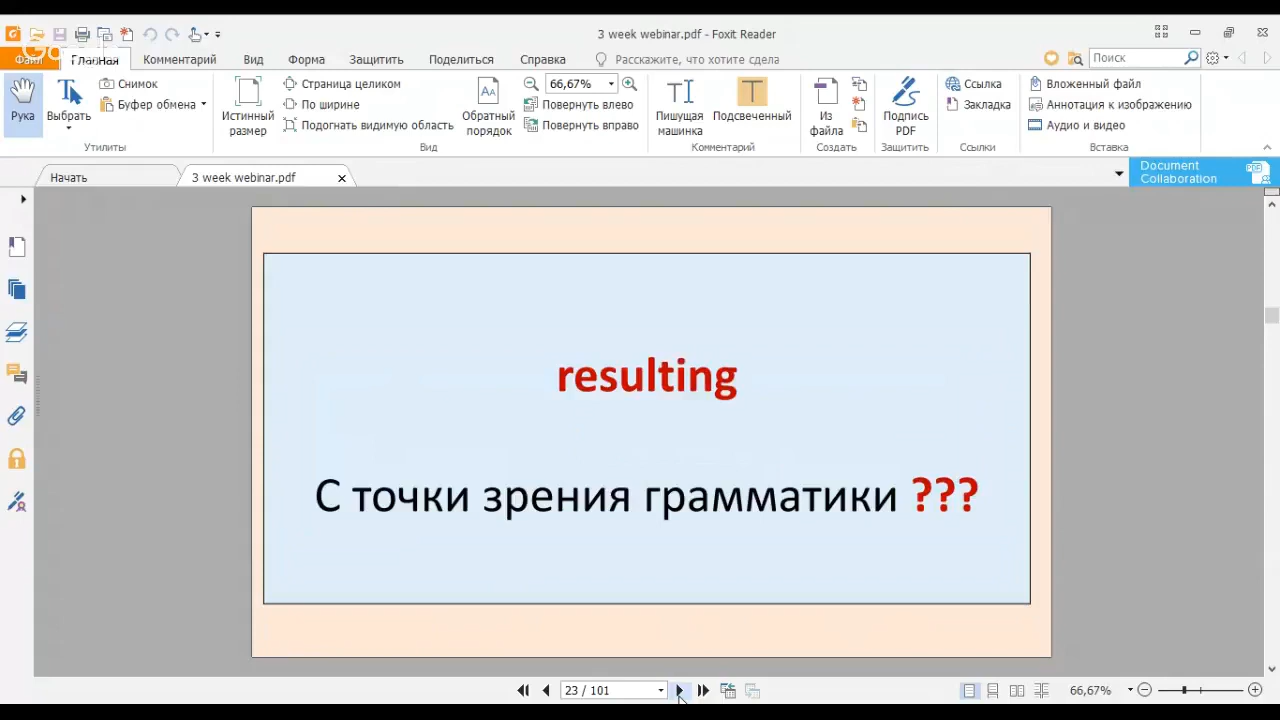 3 week webinar.pdf - Foxit Reader
Файл Главная Комментарий Вид Форма Защитить Поделиться Справка Расскажите, что хотите сдела Поиск
Рука
Выбрать
Снимок
Буфер обмена
Утилиты
Истинный
размер
Страница целиком
По ширине
Подогнать видимую область
Обратный
порядок
66,67%
Повернуть влево
Повернуть вправо
Вид
Пишущая
машинка
Подсвеченный
Комментарий
Из
файла
Создать
Подпись
PDF
Защитить
Ссылка
Закладка
Ссылки
Вложенный файл
Аннотация к изображению
Аудио и видео
Вставка
Начать 3 week webinar.pdf
Document
Collaboration
resulting
С точки зрения грамматики ???
23 / 101 66,67%